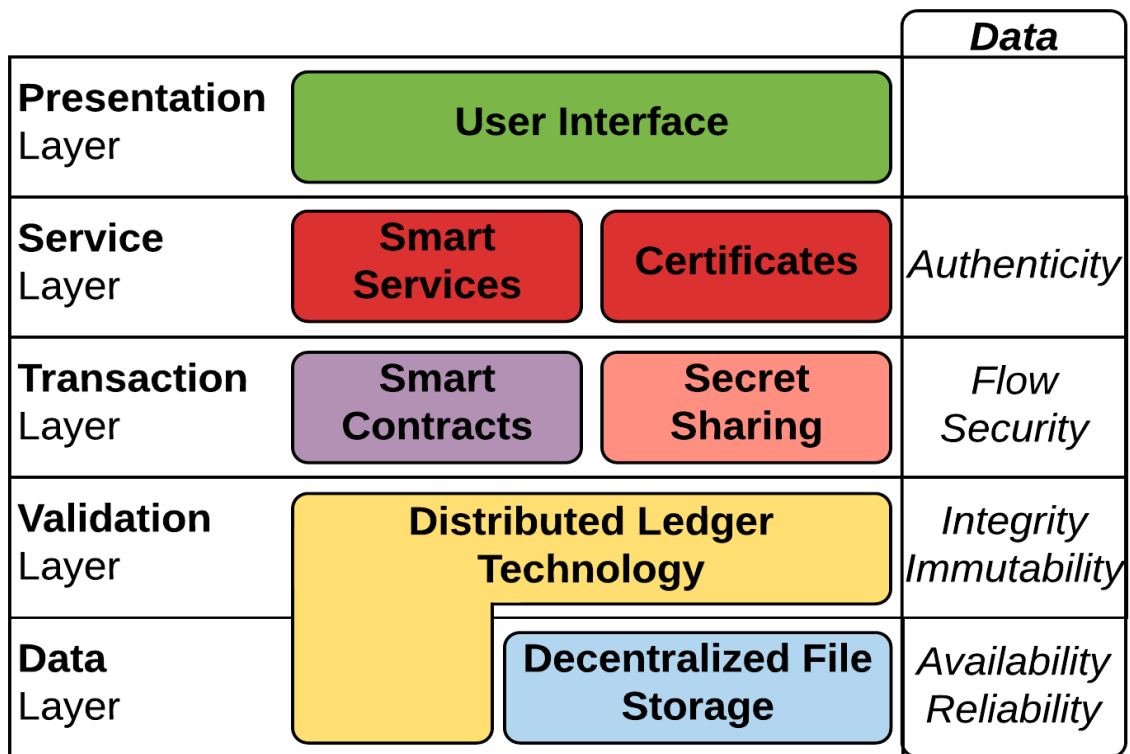 Data
Presentation
Layer
User Interface
Service
Layer
Smart
Services
Certificates
Authenticity
Transaction
Layer
Smart
Contracts
Secret
Sharing
Flow
Security
Validation
Layer
Distributed Ledger
Technology
Integrity
Immutability
Data
Layer
Decentralized File
Storage
Availability
Reliability